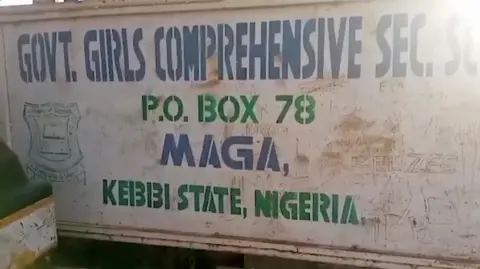 GOVT. GIRLS COMPREHENSIVE SEC. SC
P.O. BOX 78
MAGA,
KEBBI STATE, NIGERIA.